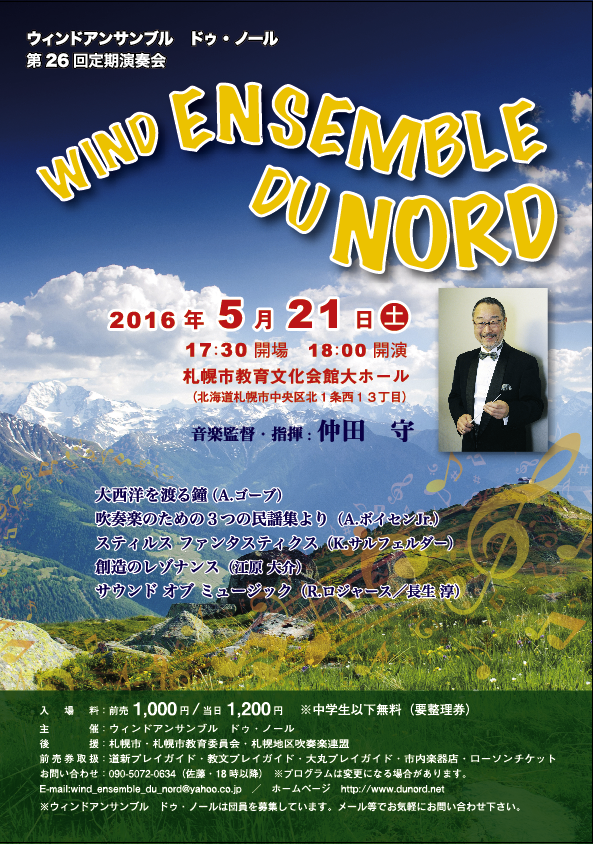 ウィンドアンサンブル　ドゥ・ノール
第26回定期演奏会
WIND ENSEMBLE
DU NORD
2016年 5月 21日 土
17:30 開場　18:00 開演
札幌市教育文化会館大ホール
（北海道札幌市中央区北１条西１３丁目）
音楽監督・指揮：仲田　守
大西洋を渡る鐘（A.ゴーブ）
吹奏楽のための３つの民謡集より（A.ボイセンJr.）
スティルス ファンタスティクス（K.サルフェルダー）
創造のレゾナンス（江原 大介）
サウンド オブ ミュージック（R.ロジャース／長生 淳）
入　場　料：前売 1,000円 / 当日 1,200円　※中学生以下無料（要整理券）
主　　　催：ウィンドアンサンブル　ドゥ・ノール
後　　　援：札幌市・札幌市教育委員会・札幌地区吹奏楽連盟
前売券取扱：道新プレイガイド・教文プレイガイド・大丸プレイガイド・市内楽器店・ローソンチケット
お問い合わせ：090-5072-0634（佐藤・18時以降）　※プログラムは変更になる場合があります。
E-mail:wind_ensemble_du_nord@yahoo.co.jp　／　ホームページ　http://www.dunord.net
※ウィンドアンサンブル　ドゥ・ノールは団員を募集しています。メール等でお気軽にお問い合わせ下さい。